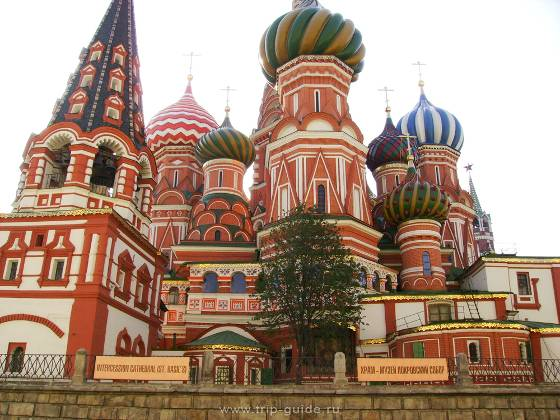 INTERCESSION CATHEDRAL (ST. BASIL'S)
ХРАМ - МУЗЕЙ ПОКРОВСКИЙ СОБОР
www.trip-guide.ru